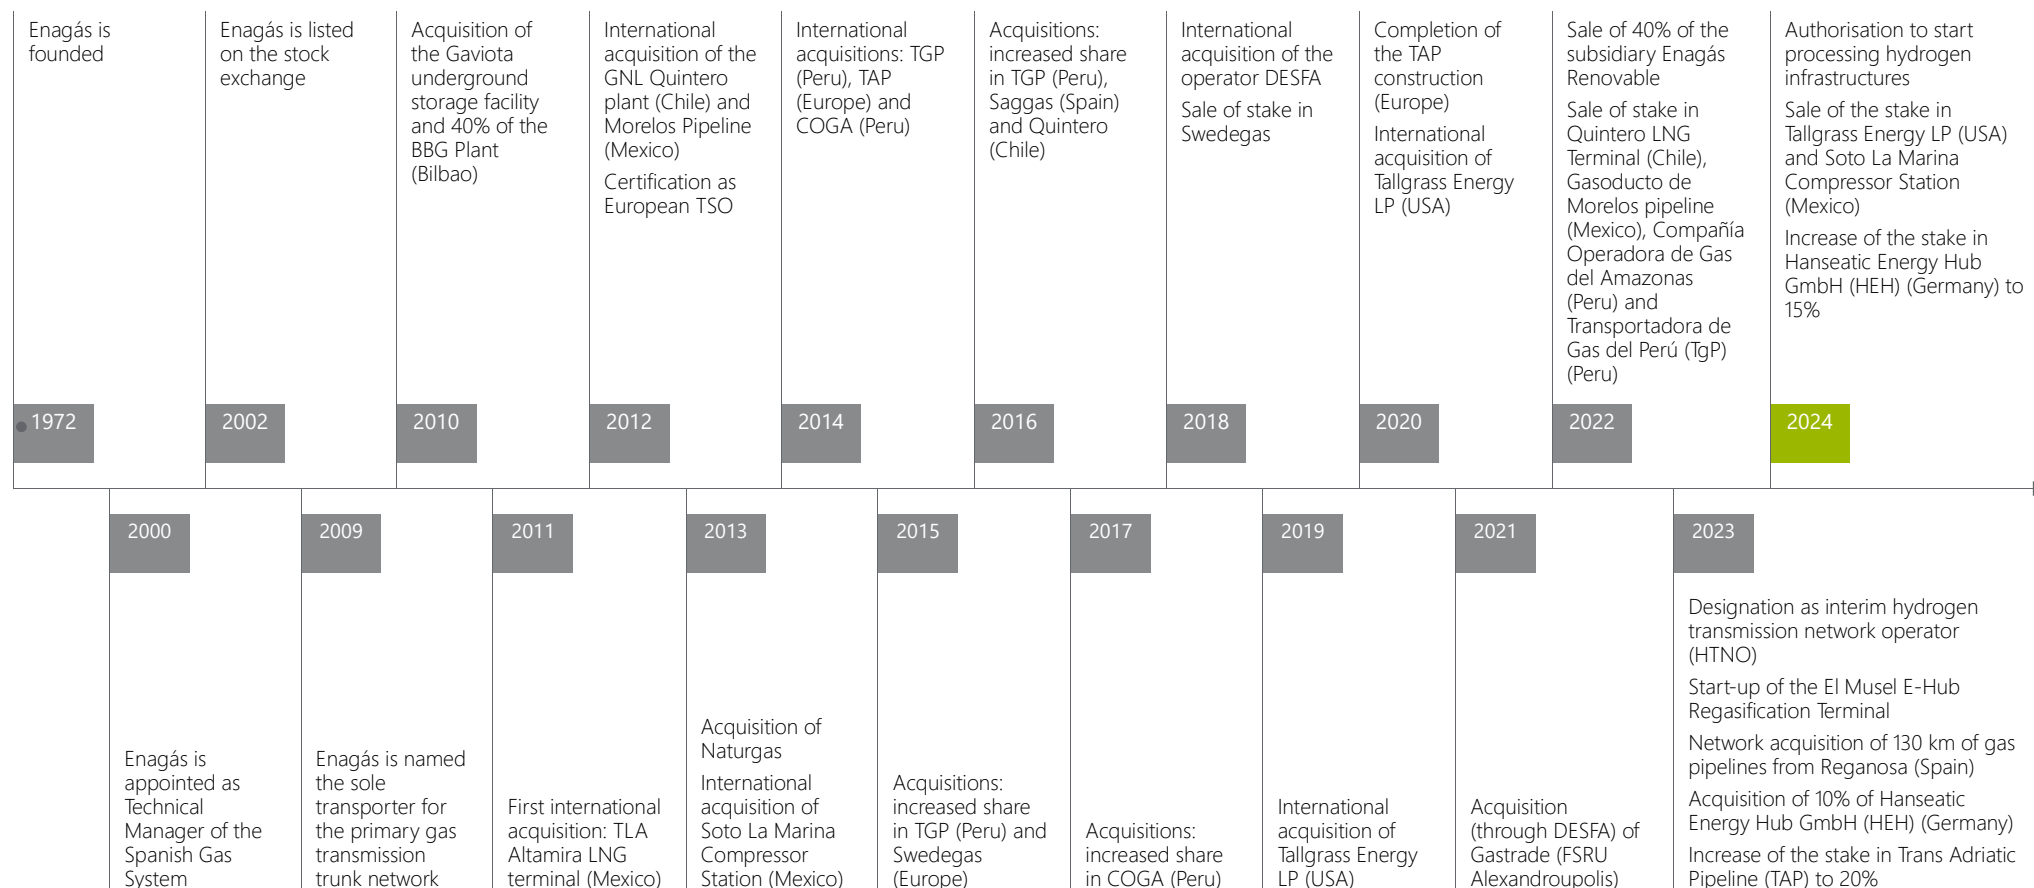 Enagás is
founded
1972
Enagás is listed
on the stock
exchange
2002
Acquisition of
the Gaviota
underground
storage facility
and 40% of the
BBG Plant
(Bilbao)
2010
International
acquisition of the
GNL Quintero
plant (Chile) and
Morelos Pipeline
(Mexico)
Certification as
European TSO
2012
International
acquisitions: TGP
(Peru), TAP
(Europe) and
COGA (Peru)
2014
Acquisitions:
increased share
in TGP (Peru),
Saggas (Spain)
and Quintero
(Chile)
2016
International
acquisition of the
operator DESFA
Sale of stake in
Swedegas
2018
Completion of
the TAP
construction
(Europe)
International
acquisition of
Tallgrass Energy
LP (USA)
2020
Sale of 40% of the
subsidiary Enagás
Renovable
Sale of stake in
Quintero LNG
Terminal (Chile),
Gasoducto de
Morelos pipeline
(Mexico), Compañía
Operadora de Gas
del Amazonas
(Peru) and
Transportadora de
Gas del Perú (TgP)
(Peru)
2022
Authorisation to start
processing hydrogen
infrastructures
Sale of the stake in
Tallgrass Energy LP (USA)
and Soto La Marina
Compressor Station
(Mexico)
Increase of the stake in
Hanseatic Energy Hub
GmbH (HEH) (Germany) to
15%
2024
2000
Enagás is
appointed as
Technical
Manager of the
Spanish Gas
System
2009
Enagás is named
the sole
transporter for
the primary gas
transmission
trunk network
2011
First international
acquisition: TLA
Altamira LNG
terminal (Mexico)
2013
Acquisition of
Naturgas
International
acquisition of
Soto La Marina
Compressor
Station (Mexico)
2015
Acquisitions:
increased share
in TGP (Peru) and
Swedegas
(Europe)
2017
Acquisitions:
increased share
in COGA (Peru)
2019
International
acquisition of
Tallgrass Energy
LP (USA)
2021
Acquisition
(through DESFA) of
Gastrade (FSRU
Alexandroupolis)
2023
Designation as interim hydrogen
transmission network operator
(HTNO)
Start-up of the El Musel E-Hub
Regasification Terminal
Network acquisition of 130 km of gas
pipelines from Reganosa (Spain)
Acquisition of 10% of Hanseatic
Energy Hub GmbH (HEH) (Germany)
Increase of the stake in Trans Adriatic
Pipeline (TAP) to 20%